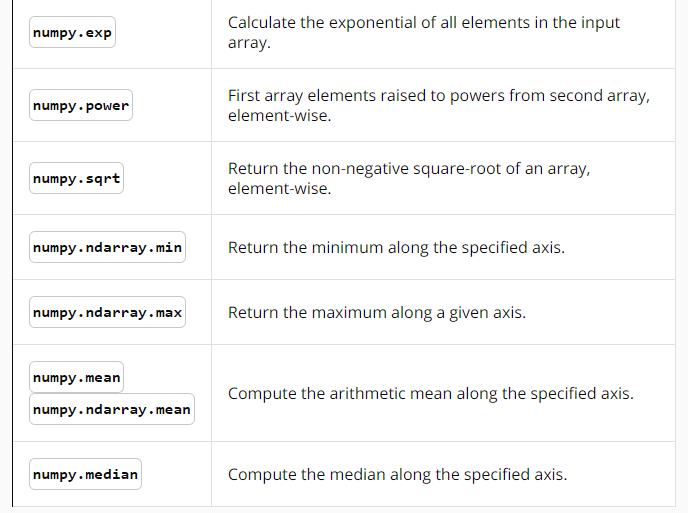 numpy.exp
Calculate the exponential of all elements in the input
array.
numpy.power
First array elements raised to powers from second array,
element-wise.
numpy.sqrt
Return the non-negative square-root of an array,
element-wise.
numpy.ndarray.min
Return the minimum along the specified axis.
numpy.ndarray.max
Return the maximum along a given axis.
numpy.mean
numpy.ndarray.mean
Compute the arithmetic mean along the specified axis.
numpy.median
Compute the median along the specified axis.